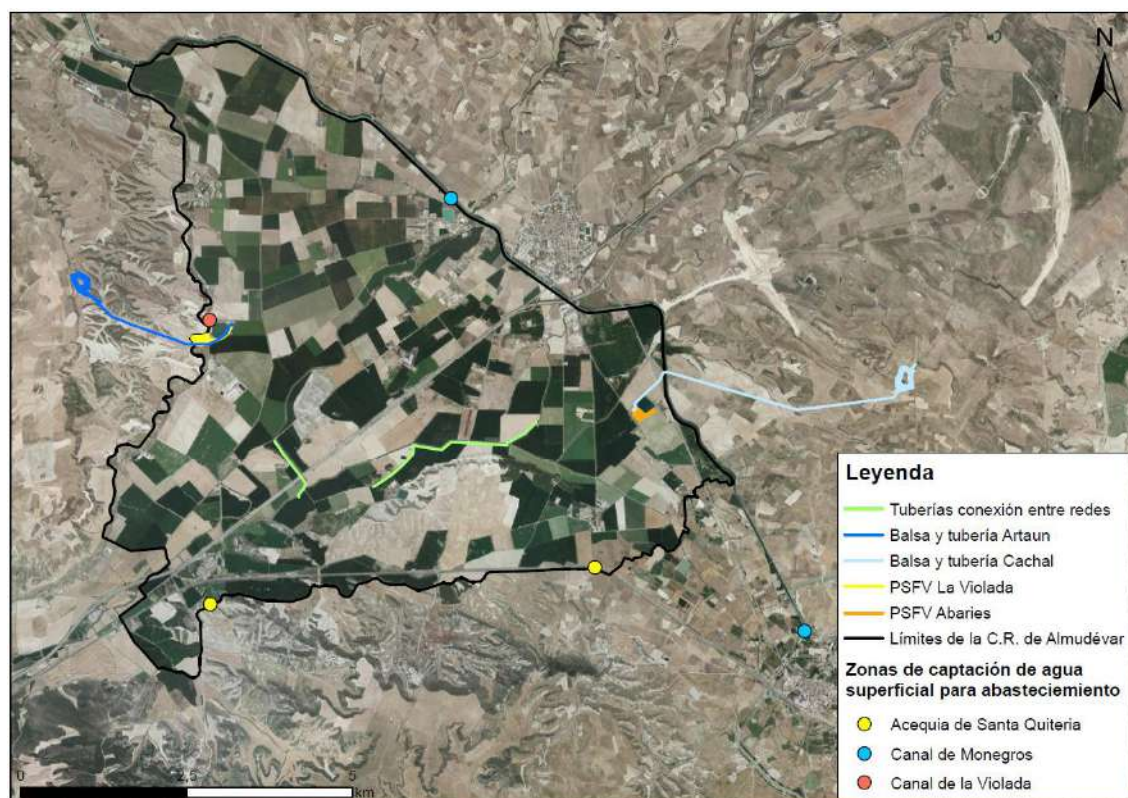 N
Leyenda
Tuberías conexión entre redes
Balsa y tubería Artaun
Balsa y tubería Cachal
PSFV La Violada
PSFV Abaries
Límites de la C.R. de Almudévar
Zonas de captación de agua
superficial para abasteciemiento
Acequia de Santa Quiteria
Canal de Monegros
Canal de la Violada
0 2,5 5
km